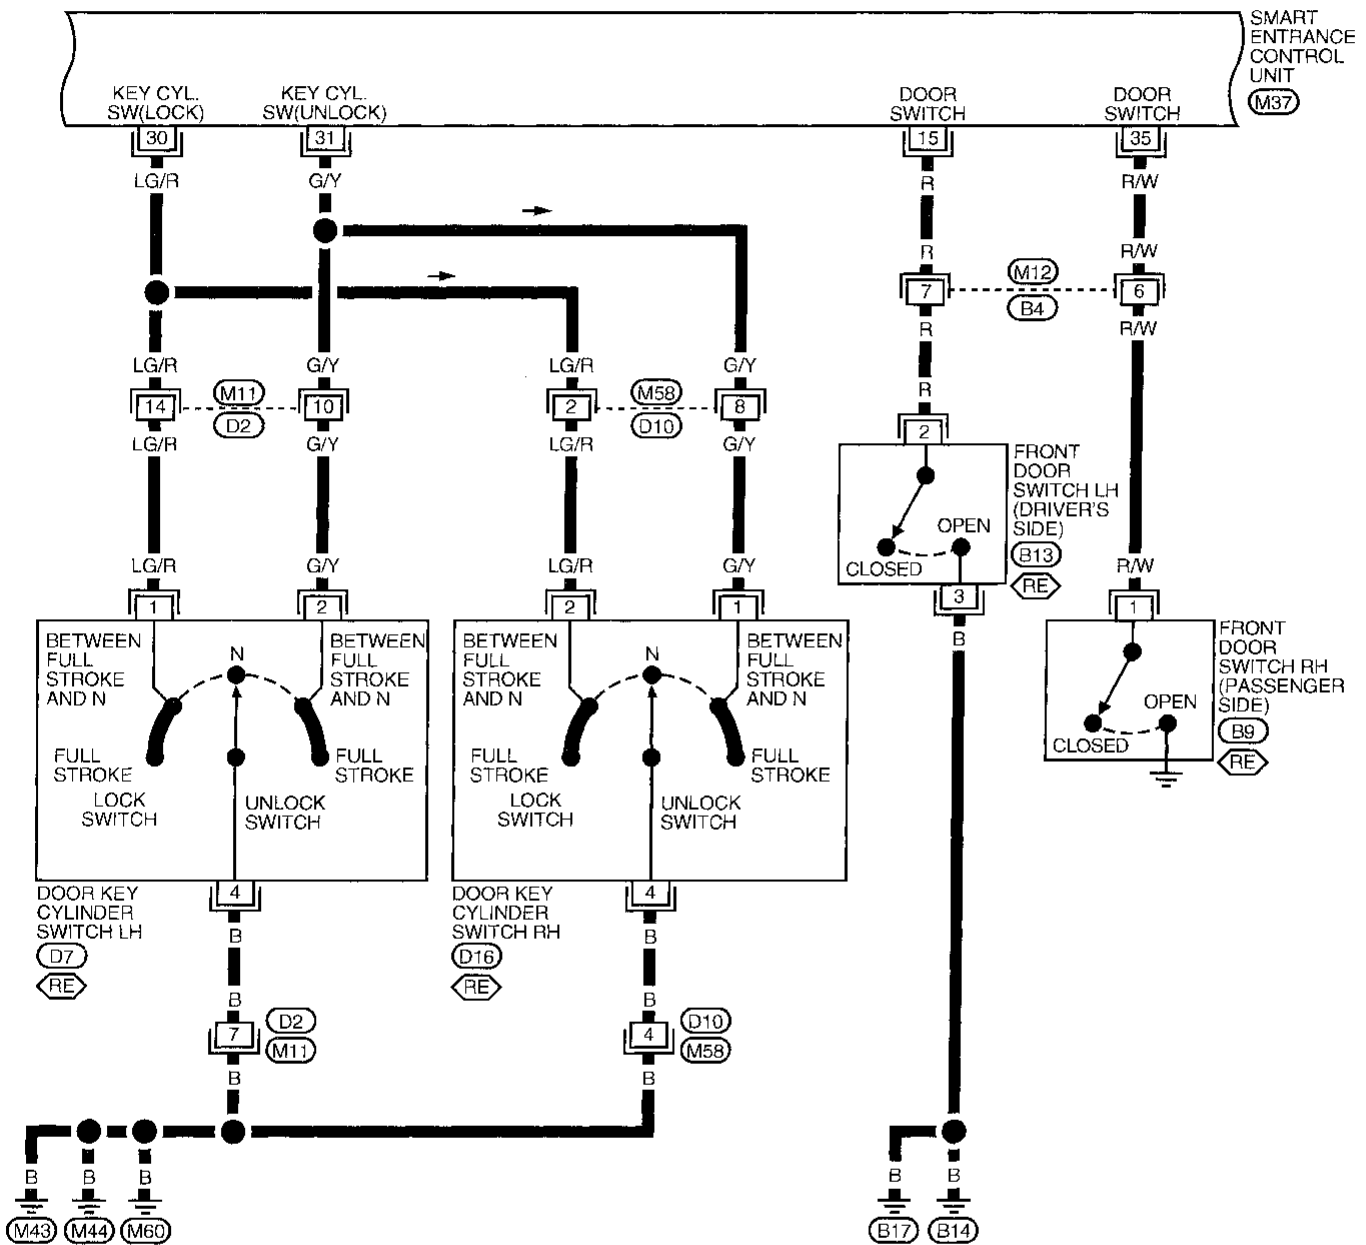 SMART
ENTRANCE
CONTROL
UNIT
M37
KEY CYL.
SW(LOCK)
KEY CYL.
SW(UNLOCK)
DOOR
SWITCH
DOOR
SWITCH
30
31
15
35
LG/R
G/Y
R
R/W
R
R/W
7
M12
B4
6
R
R/W
LG/R
G/Y
LG/R
G/Y
R
14
M11
D2
10
2
M58
D10
8
LG/R
G/Y
LG/R
G/Y
2
FRONT
DOOR
SWITCH LH
(DRIVER'S
SIDE)
B13
RE
OPEN
CLOSED
3
B
LG/R
G/Y
LG/R
G/Y
R/W
1
2
2
1
1
BETWEEN
FULL
STROKE
AND N
N
BETWEEN
FULL
STROKE
AND N
FULL
STROKE
FULL
STROKE
LOCK
SWITCH
UNLOCK
SWITCH
BETWEEN
FULL
STROKE
AND N
N
BETWEEN
FULL
STROKE
AND N
FULL
STROKE
FULL
STROKE
LOCK
SWITCH
UNLOCK
SWITCH
FRONT
DOOR
SWITCH RH
(PASSENGER
SIDE)
B9
RE
OPEN
CLOSED
DOOR KEY
CYLINDER
SWITCH LH
D7
RE
4
B
B
7
D2
M11
B
DOOR KEY
CYLINDER
SWITCH RH
D16
RE
4
B
B
4
D10
M58
B
B
B
B
B
B
M43
M44
M60
B17
B14